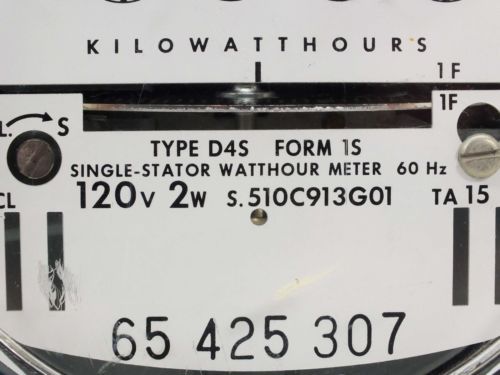 KILOWATTHOURS
1F
1F
L. S
TYPE D4S FORM 1S
SINGLE-STATOR WATTHOUR METER 60 Hz
CL 120V 2W S. 510C913G01 TA 15
65 425 307